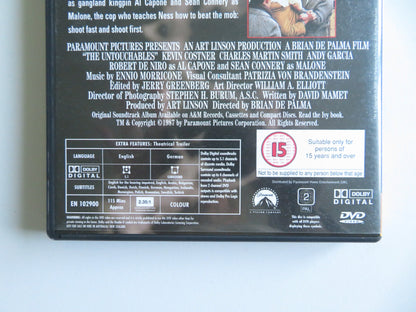 as gangland kingpin Al Capone and Sean Connery as
Malone, the cop who teaches Ness how to beat the mob:
shoot fast and shoot first.
PARAMOUNT PICTURES PRESENTS AN ART LINSON PRODUCTION A BRIAN DE PALMA FILM
"THE UNTOUCHABLES" KEVIN COSTNER CHARLES MARTIN SMITH ANDY GARCIA
ROBERT DE NIRO as AL CAPONE and SEAN CONNERY as MALONE
Music by ENNIO MORRICONE Visual Consultant PATRIZIA VON BRANDENSTEIN
Edited by JERRY GREENBERG Art Director WILLIAM A. ELLIOTT
Director of Photography STEPHEN H. BURUM, A.S.C. Written by DAVID MAMET
Produced by ART LINSON Directed by BRIAN DE PALMA
Original Soundtrack Album Available on A&M Records, Cassettes and Compact Discs. Read the Joy book.
TM & Copyright ©1987 by Paramount Pictures Corporation.
EXTRA FEATURES: Theatrical Trailer
LANGUAGE English German
DOLBY DIGITAL
SUBTITLES
EN 102900
115 Mins Approx
2.35:1
COLOUR
15
Suitable only for
persons of
15 years and over
Not to be supplied to any person below that age
DOLBY
DIGITAL
2
PAL
DVD
VIDEO